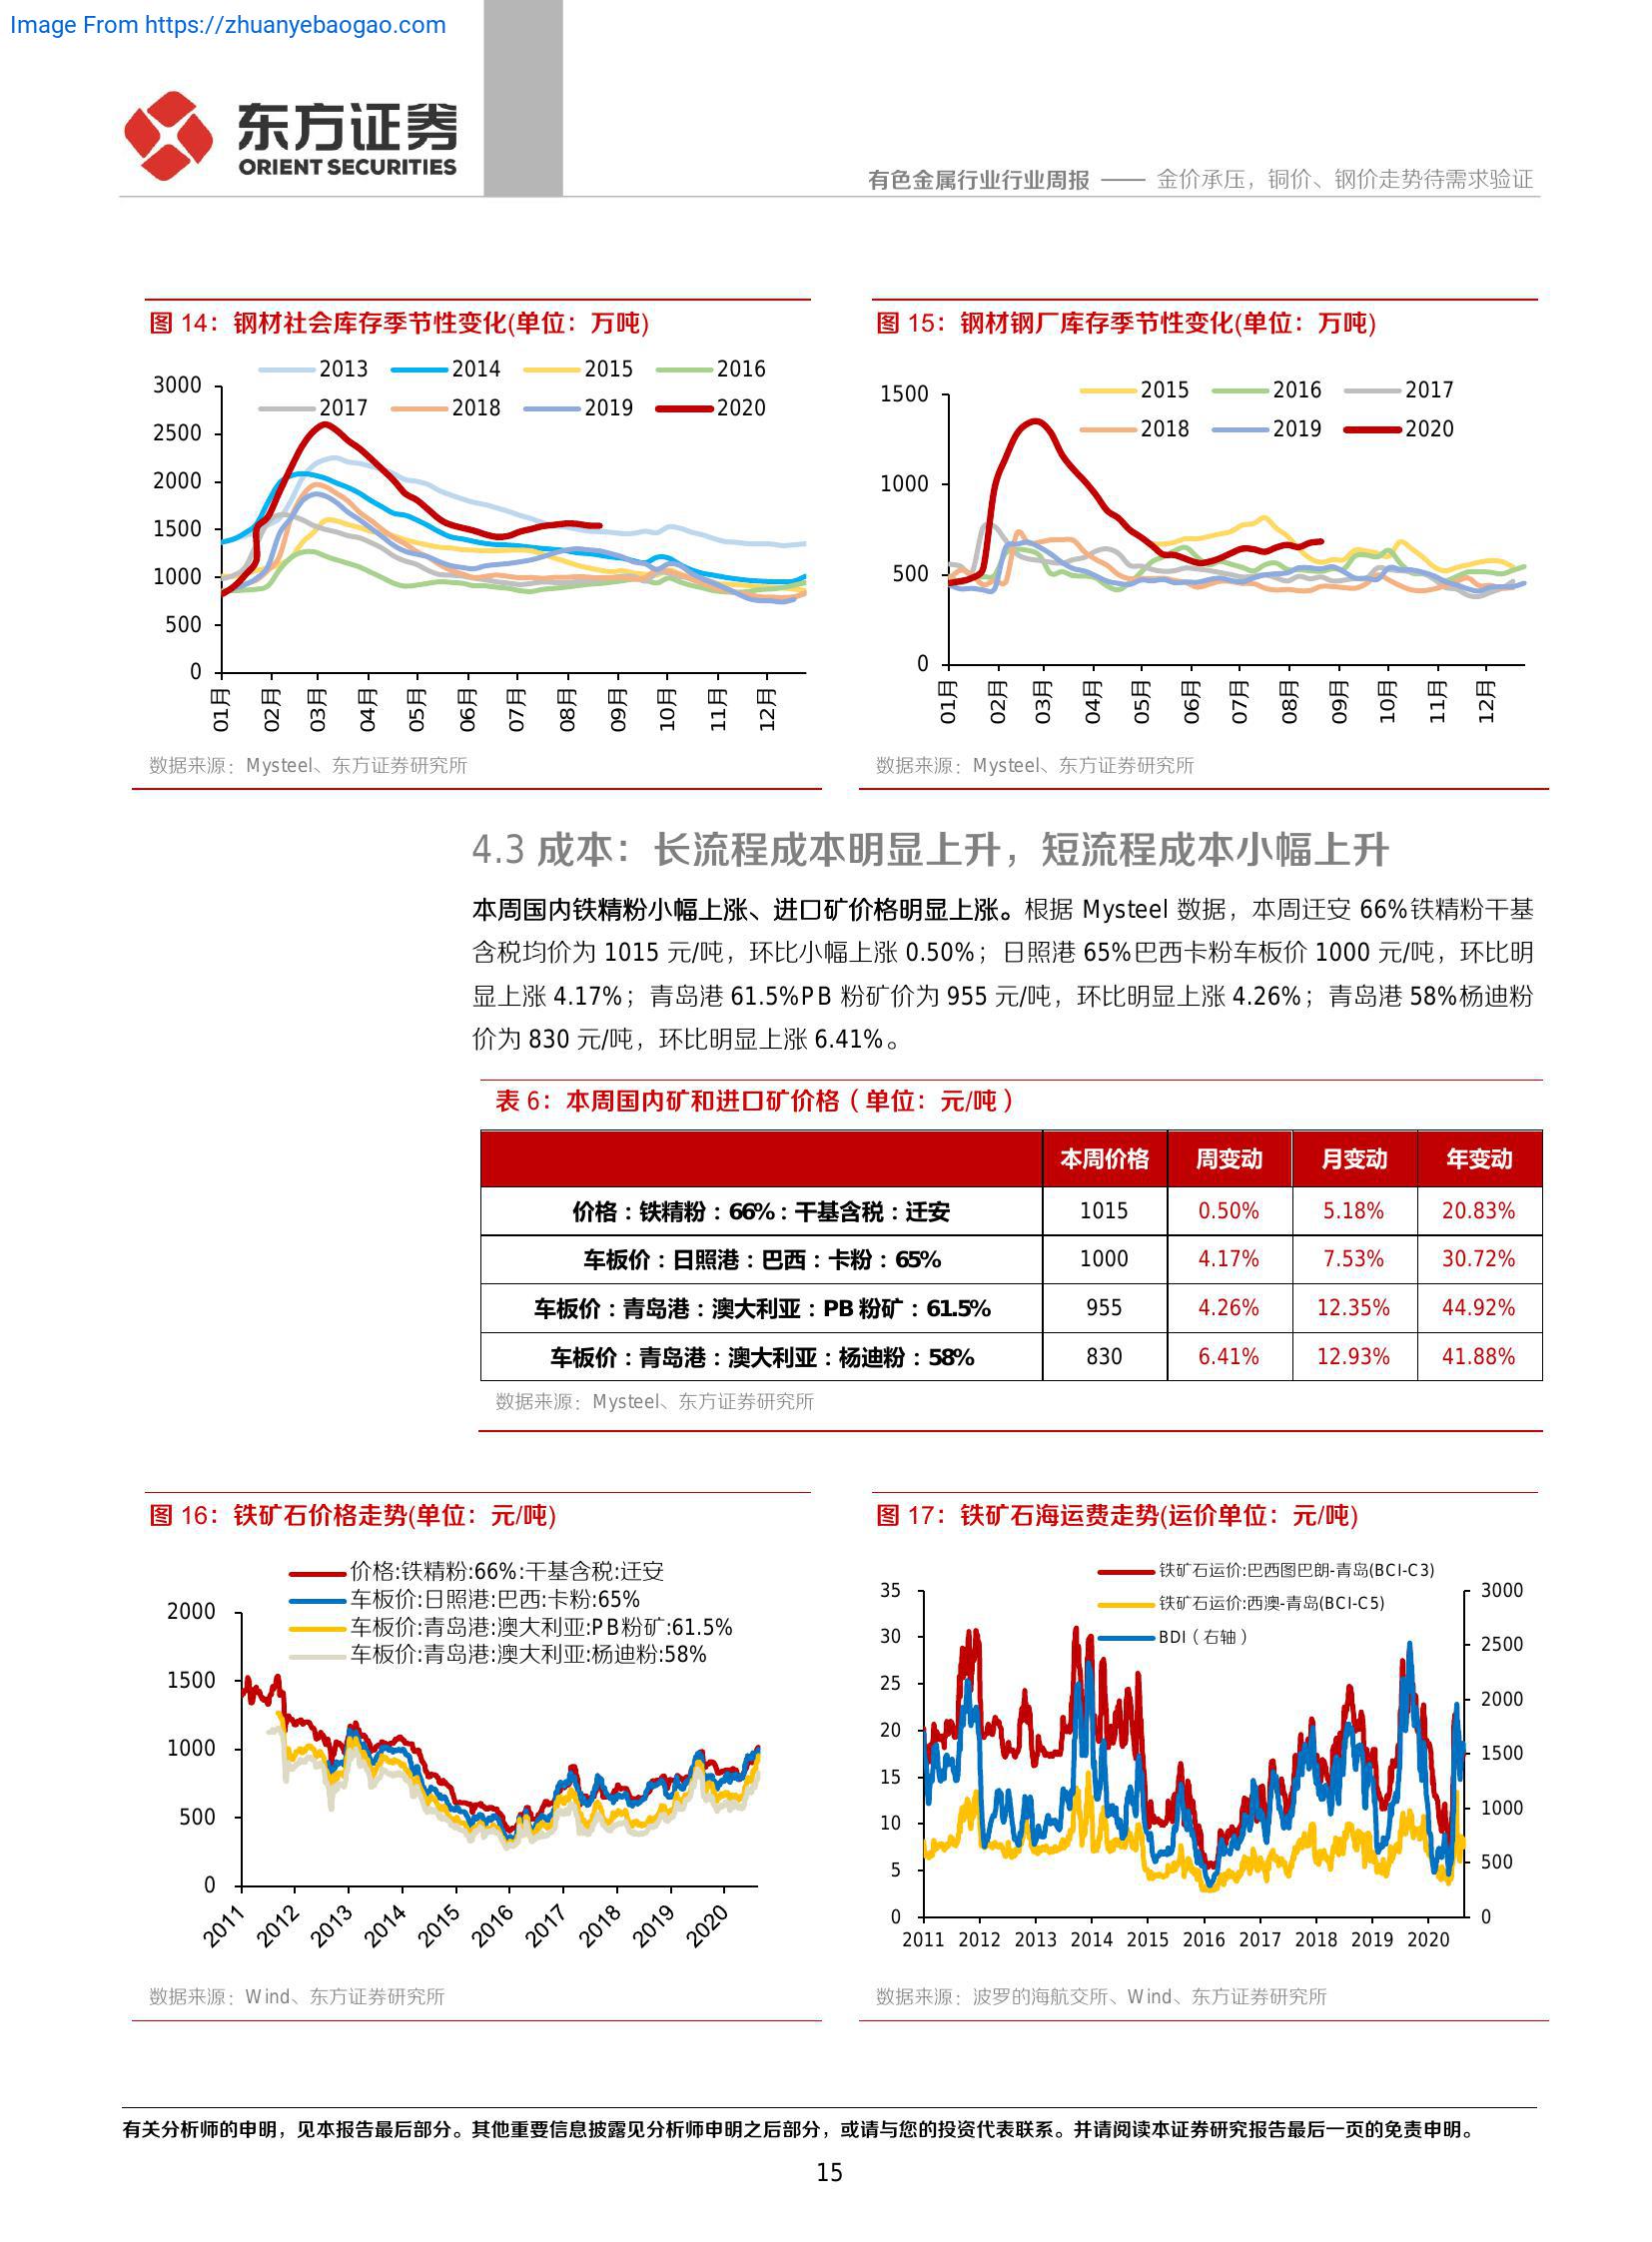 Image From https://zhuanyebaogao.com
东方证券
ORIENT SECURITIES
有色金属行业行业周报 —— 金价承压，铜价、钢价走势待需求验证
图 14：钢材社会库存季节性变化(单位：万吨)
2013 2014 2015 2016
2017 2018 2019 2020
3000
2500
2000
1500
1000
500
0
01月 02月 03月 04月 05月 06月 07月 08月 09月 10月 11月 12月
数据来源：Mysteel、东方证券研究所
图 15：钢材钢厂库存季节性变化(单位：万吨)
2015 2016 2017
2018 2019 2020
1500
1000
500
0
01月 02月 03月 04月 05月 06月 07月 08月 09月 10月 11月 12月
数据来源：Mysteel、东方证券研究所
4.3 成本：长流程成本明显上升，短流程成本小幅上升
本周国内铁精粉小幅上涨、进口矿价格明显上涨。根据 Mysteel 数据，本周迁安 66%铁精粉干基
含税均价为 1015 元/吨，环比小幅上涨 0.50%；日照港 65%巴西卡粉车板价 1000 元/吨，环比明
显上涨 4.17%；青岛港 61.5%PB 粉矿价为 955 元/吨，环比明显上涨 4.26%；青岛港 58%杨迪粉
价为 830 元/吨，环比明显上涨 6.41%。
表 6：本周国内矿和进口矿价格（单位：元/吨）
本周价格 周变动 月变动 年变动
价格：铁精粉：66%：干基含税：迁安 1015 0.50% 5.18% 20.83%
车板价：日照港：巴西：卡粉：65% 1000 4.17% 7.53% 30.72%
车板价：青岛港：澳大利亚：PB 粉矿：61.5% 955 4.26% 12.35% 44.92%
车板价：青岛港：澳大利亚：杨迪粉：58% 830 6.41% 12.93% 41.88%
数据来源：Mysteel、东方证券研究所
图 16：铁矿石价格走势(单位：元/吨)
价格:铁精粉:66%:干基含税:迁安
车板价:日照港:巴西:卡粉:65%
车板价:青岛港:澳大利亚:PB粉矿:61.5%
车板价:青岛港:澳大利亚:杨迪粉:58%
2000
1500
1000
500
0
2011 2012 2013 2014 2015 2016 2017 2018 2019 2020
数据来源：Wind、东方证券研究所
图 17：铁矿石海运费走势(运价单位：元/吨)
铁矿石运价:巴西图巴朗-青岛(BCI-C3)
铁矿石运价:西澳-青岛(BCI-C5)
BDI（右轴）
35 3000
30 2500
25 2000
20 1500
15 1000
10 500
5 0
0
2011 2012 2013 2014 2015 2016 2017 2018 2019 2020
数据来源：波罗的海航交所、Wind、东方证券研究所
有关分析师的申明，见本报告最后部分。其他重要信息披露见分析师申明之后部分，或请与您的投资代表联系。并请阅读本证券研究报告最后一页的免责申明。
15